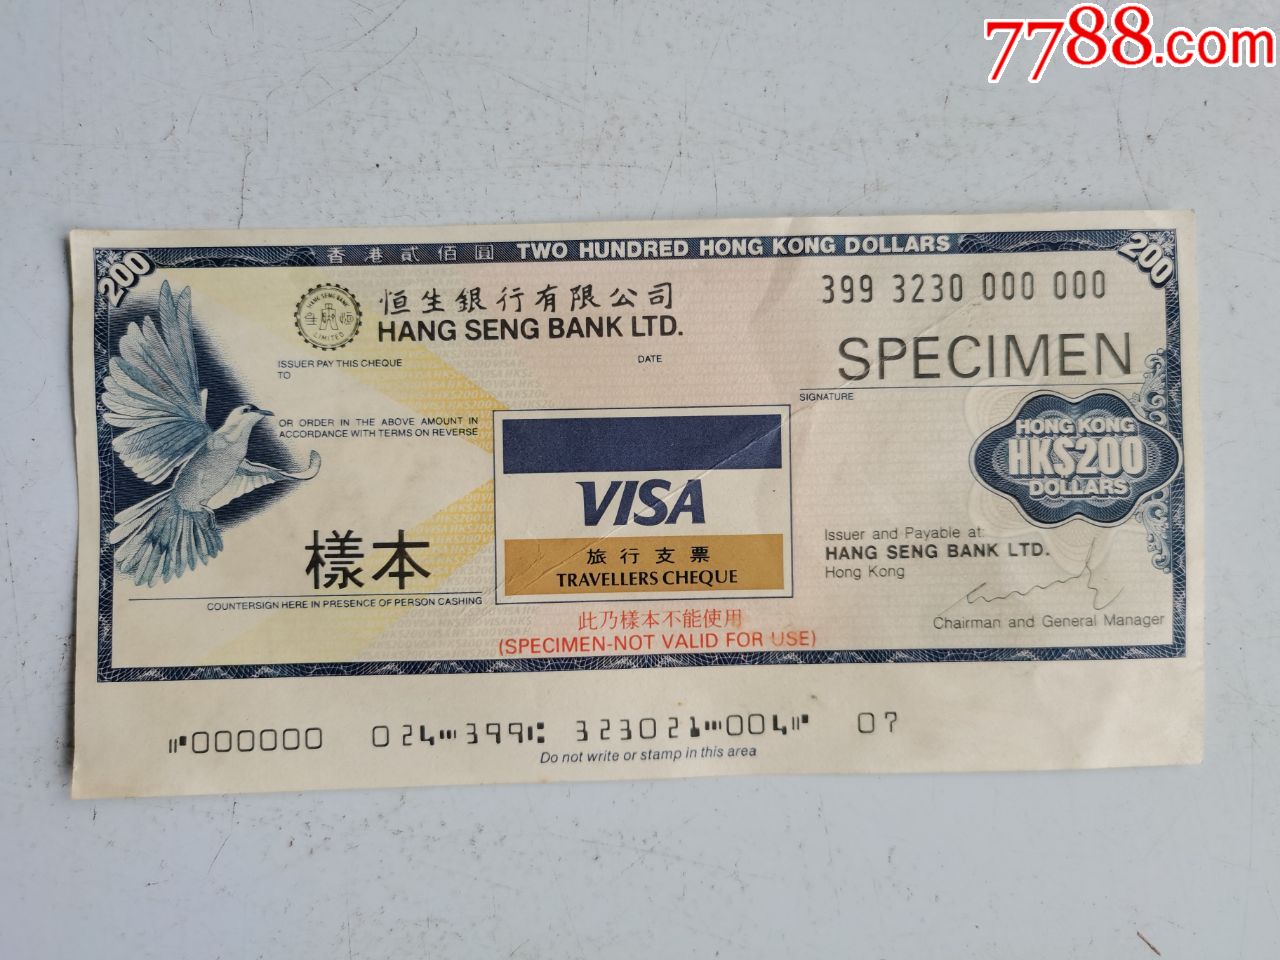 7788.com
香港貳佰圓 TWO HUNDRED HONG KONG DOLLARS
200
200
恒生銀行有限公司
HANG SENG BANK LTD.
HANG SENG BANK
LIMITED
399 3230 000 000
ISSUER PAY THIS CHEQUE
TO
DATE
SPECIMEN
SIGNATURE
OR ORDER IN THE ABOVE AMOUNT IN
ACCORDANCE WITH TERMS ON REVERSE
HONG KONG
HK$200
DOLLARS
VISA
旅行支票
TRAVELLERS CHEQUE
樣本
COUNTERSIGN HERE IN PRESENCE OF PERSON CASHING
Issuer and Payable at:
HANG SENG BANK LTD.
Hong Kong
Chairman and General Manager
此乃樣本不能使用
(SPECIMEN-NOT VALID FOR USE)
⑈000000 024⑉399⑆ 323021⑉004⑈ 07
Do not write or stamp in this area